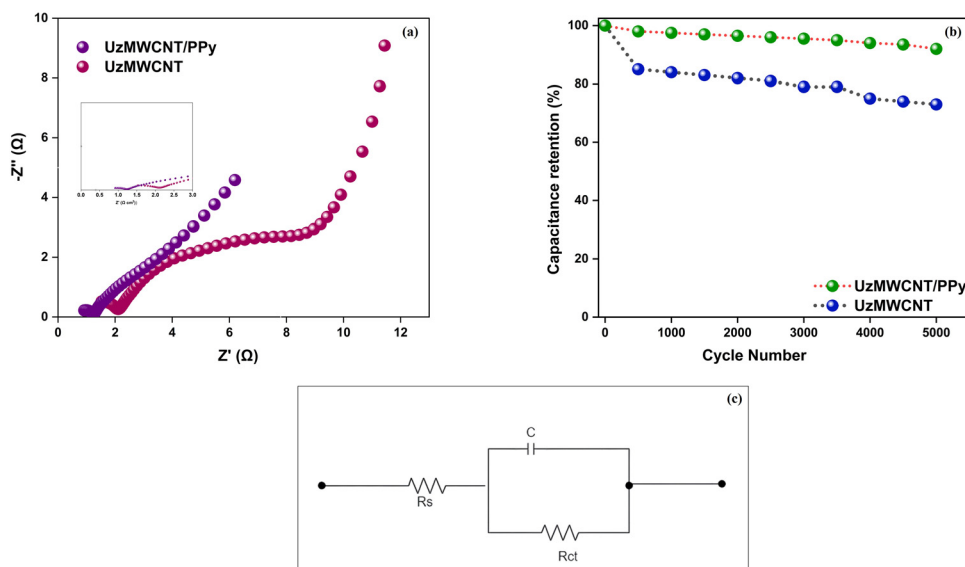 (a)
UzMWCNT/PPy
UzMWCNT
10
8
6
4
2
0
-Z'' (Ω)
0 2 4 6 8 10 12
Z' (Ω)
0.0 0.5 1.0 1.5 2.0 2.5 3.0
Z' (Ω cm²)
(b)
100
80
60
40
20
0
Capacitance retention (%)
UzMWCNT/PPy
UzMWCNT
0 1000 2000 3000 4000 5000
Cycle Number
(c)
C
Rs
Rct